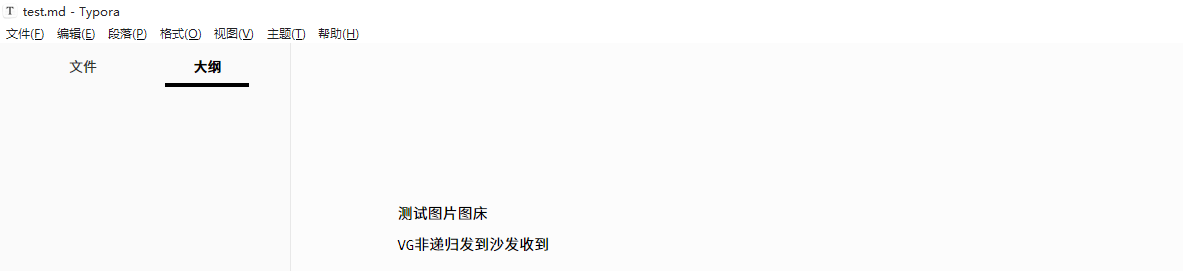 test.md - Typora
文件(F) 编辑(E) 段落(P) 格式(O) 视图(V) 主题(T) 帮助(H)
文件 大纲
测试图片图床
VG非递归发到沙发收到